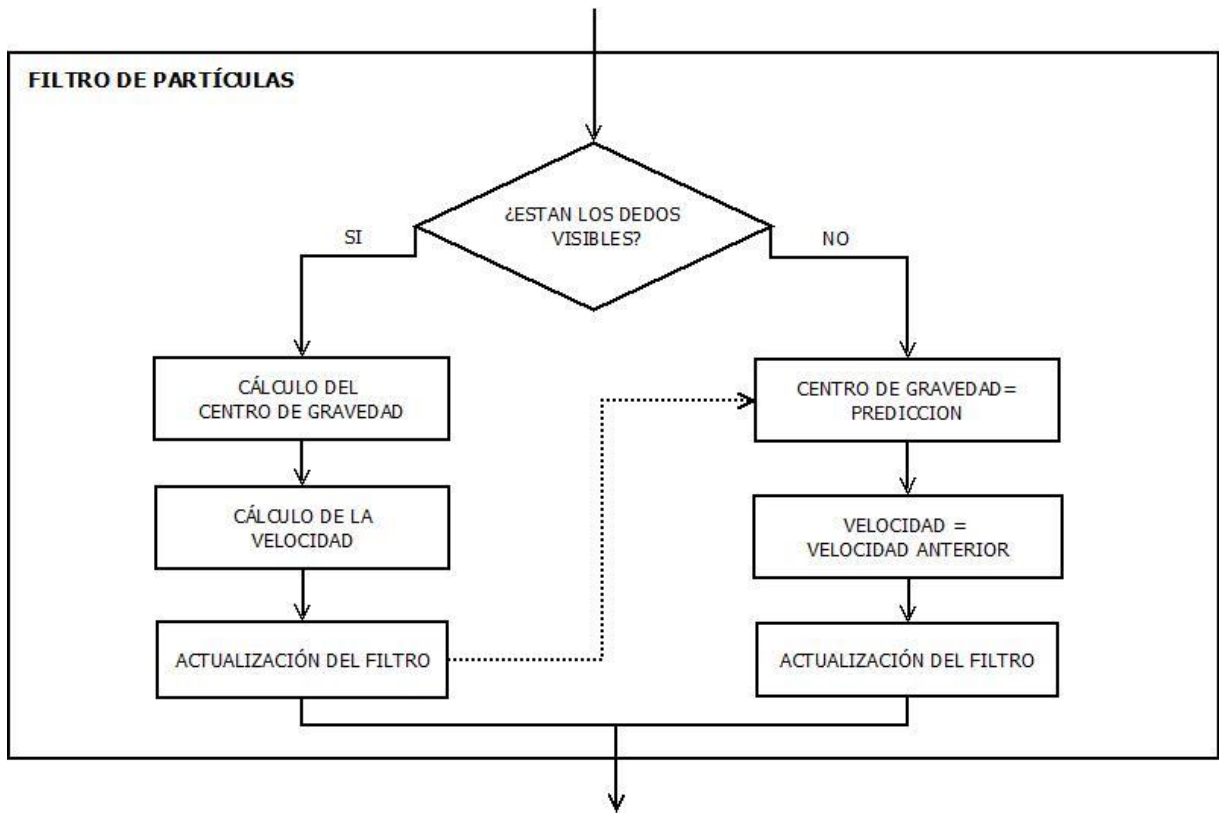 FILTRO DE PARTÍCULAS
¿ESTAN LOS DEDOS
VISIBLES?
SI
NO
CÁLCULO DEL
CENTRO DE GRAVEDAD
CÁLCULO DE LA
VELOCIDAD
ACTUALIZACIÓN DEL FILTRO
CENTRO DE GRAVEDAD=
PREDICCION
VELOCIDAD =
VELOCIDAD ANTERIOR
ACTUALIZACIÓN DEL FILTRO